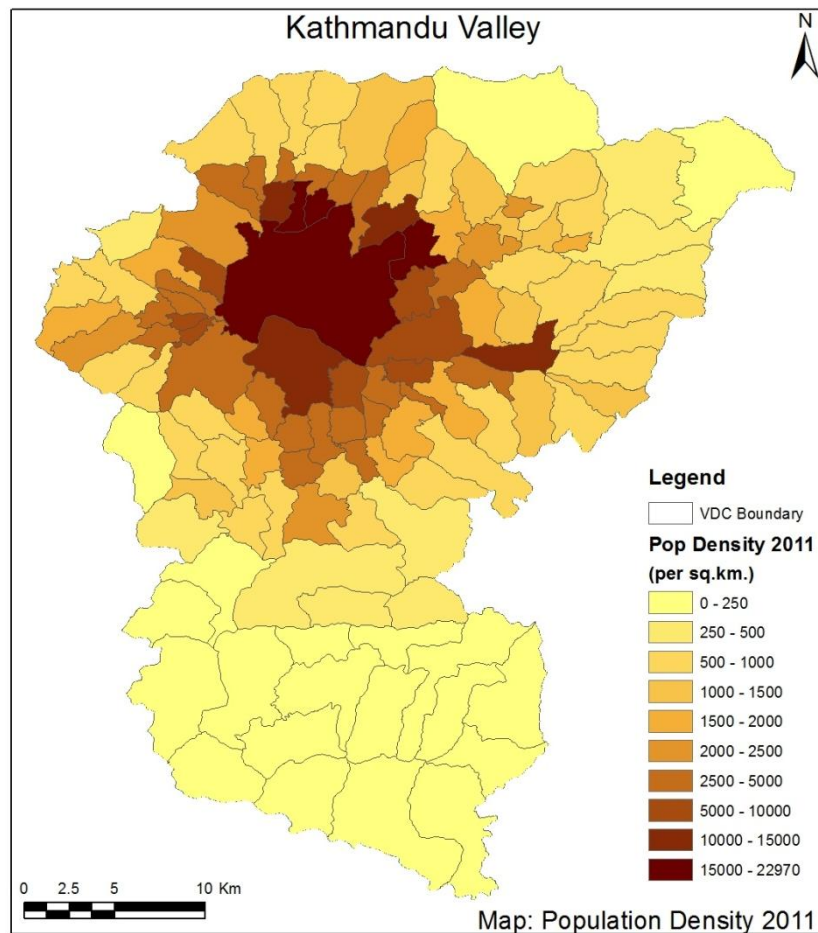 Kathmandu Valley
N
Legend
VDC Boundary
Pop Density 2011
(per sq.km.)
0 - 250
250 - 500
500 - 1000
1000 - 1500
1500 - 2000
2000 - 2500
2500 - 5000
5000 - 10000
10000 - 15000
15000 - 22970
0 2.5 5 10 Km
Map: Population Density 2011